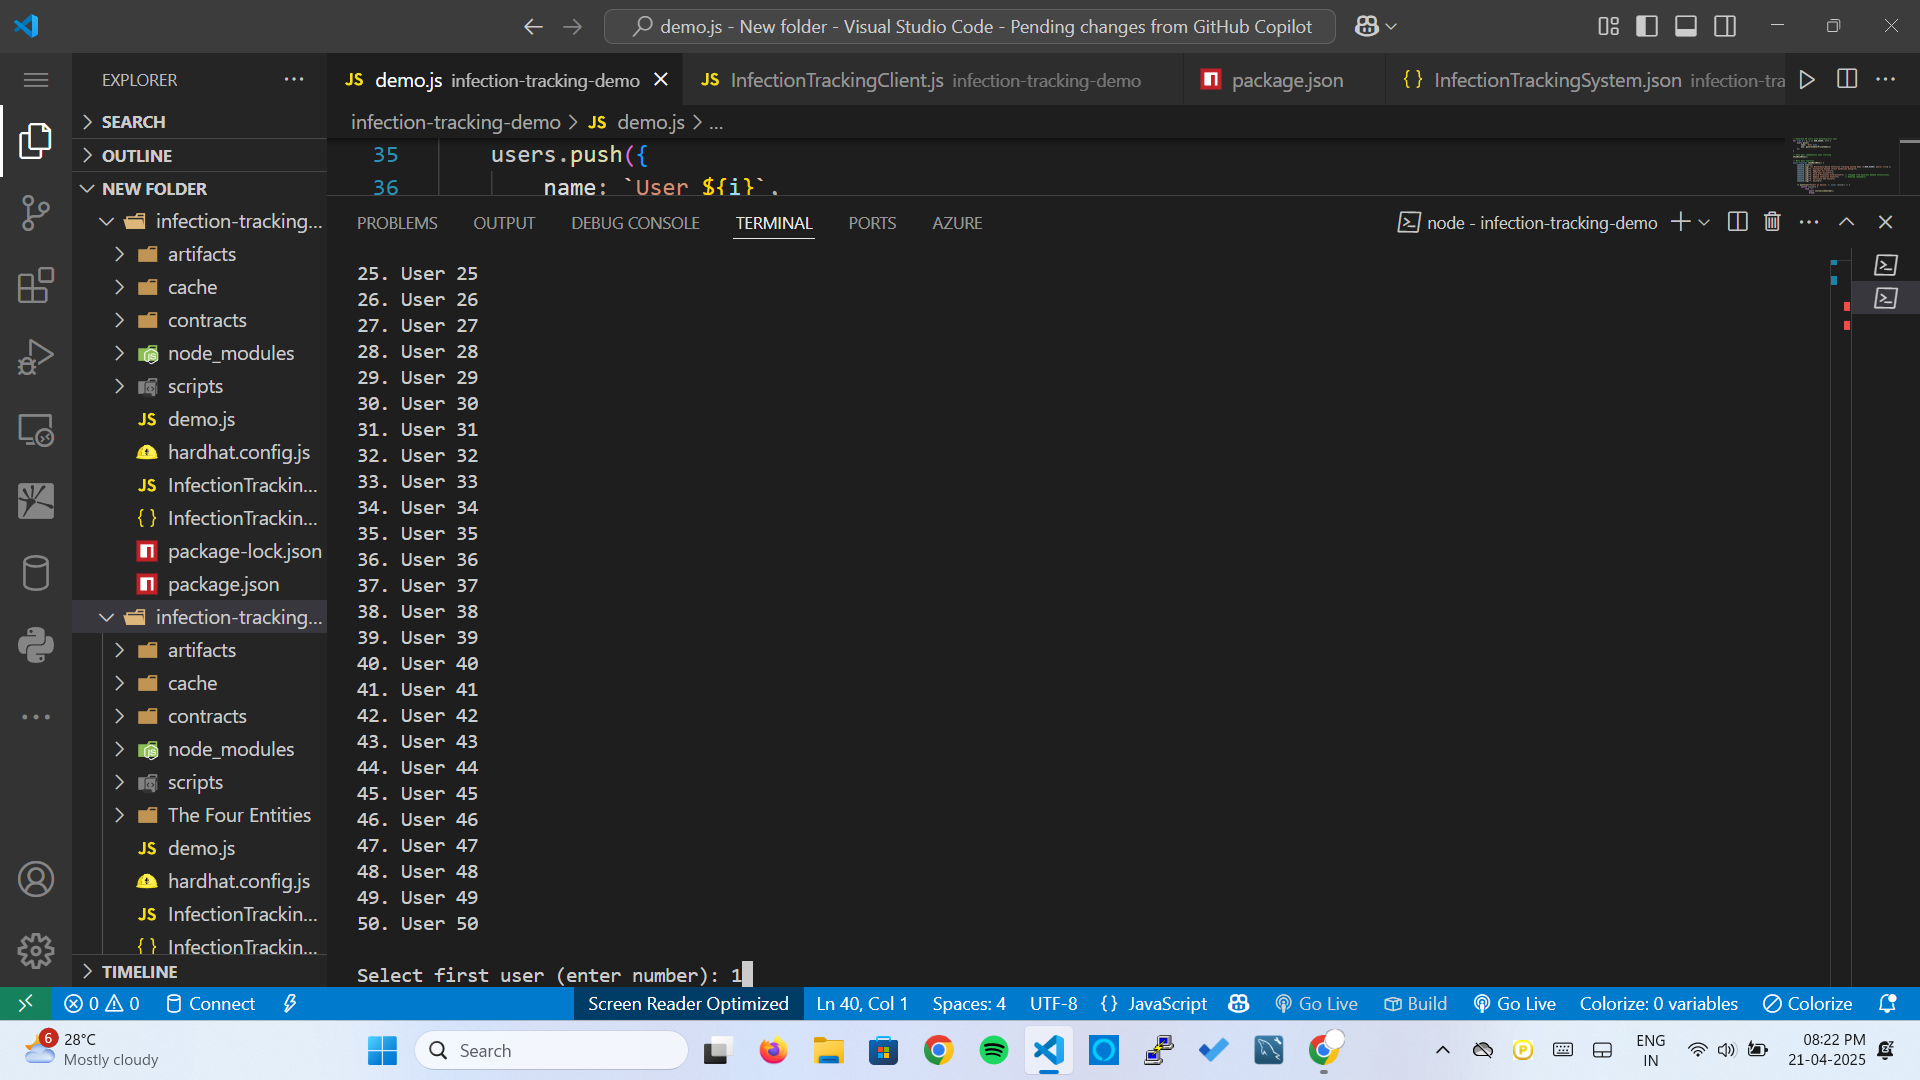 demo.js - New folder - Visual Studio Code - Pending changes from GitHub Copilot
EXPLORER
SEARCH
OUTLINE
NEW FOLDER
infection-tracking...
artifacts
cache
contracts
node_modules
scripts
demo.js
hardhat.config.js
InfectionTrackin...
InfectionTrackin...
package-lock.json
package.json
infection-tracking...
artifacts
cache
contracts
node_modules
scripts
The Four Entities
demo.js
hardhat.config.js
InfectionTrackin...
InfectionTrackin...
TIMELINE
JS demo.js infection-tracking-demo
JS InfectionTrackingClient.js infection-tracking-demo
package.json
{} InfectionTrackingSystem.json infection-tra
infection-tracking-demo > JS demo.js > ...
35 users.push({
36 name: `User ${i}`,
PROBLEMS OUTPUT DEBUG CONSOLE TERMINAL PORTS AZURE
node - infection-tracking-demo
25. User 25
26. User 26
27. User 27
28. User 28
29. User 29
30. User 30
31. User 31
32. User 32
33. User 33
34. User 34
35. User 35
36. User 36
37. User 37
38. User 38
39. User 39
40. User 40
41. User 41
42. User 42
43. User 43
44. User 44
45. User 45
46. User 46
47. User 47
48. User 48
49. User 49
50. User 50
Select first user (enter number): 1
0 0 Connect
Screen Reader Optimized Ln 40, Col 1 Spaces: 4 UTF-8 {} JavaScript Go Live Build Go Live Colorize: 0 variables Colorize
6 28°C
Mostly cloudy
Search
ENG
IN
08:22 PM
21-04-2025